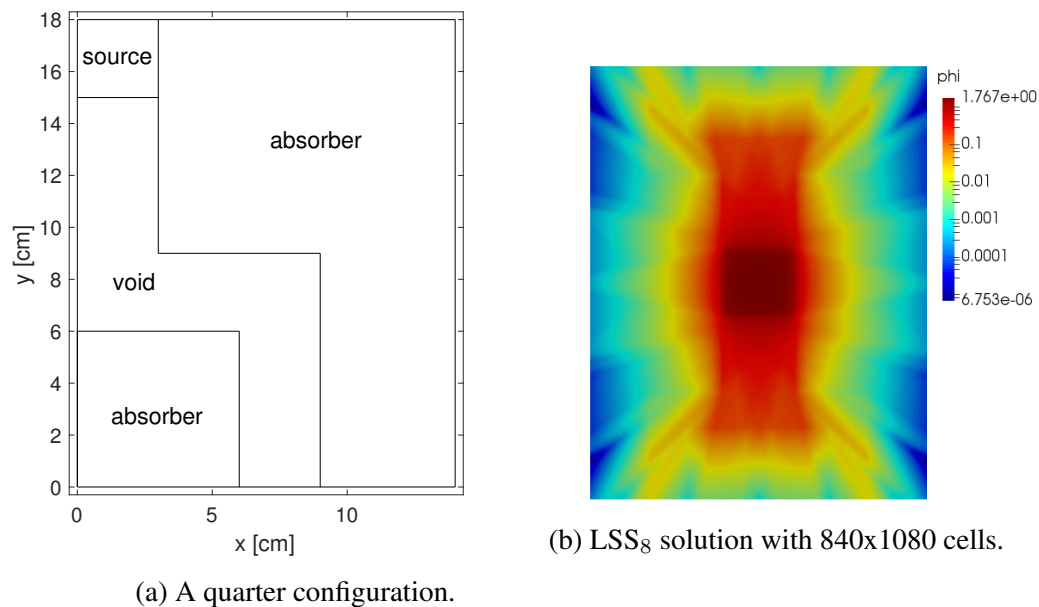 18
16
14
12
10
8
6
4
2
0
y [cm]
source
absorber
void
absorber
0
5
10
x [cm]
(a) A quarter configuration.
phi
1.767e+00
0.1
0.01
0.001
0.0001
6.753e-06
(b) LSS₈ solution with 840x1080 cells.